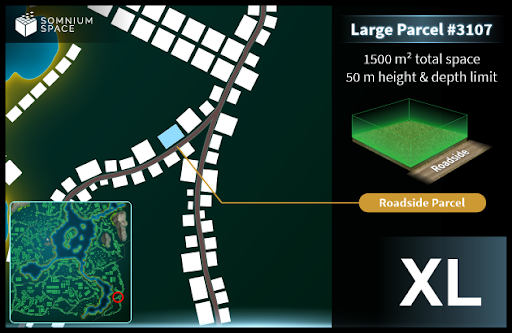 SOMNIUM
SPACE
Large Parcel #3107
1500 m² total space
50 m height & depth limit
Roadside
Roadside Parcel
XL